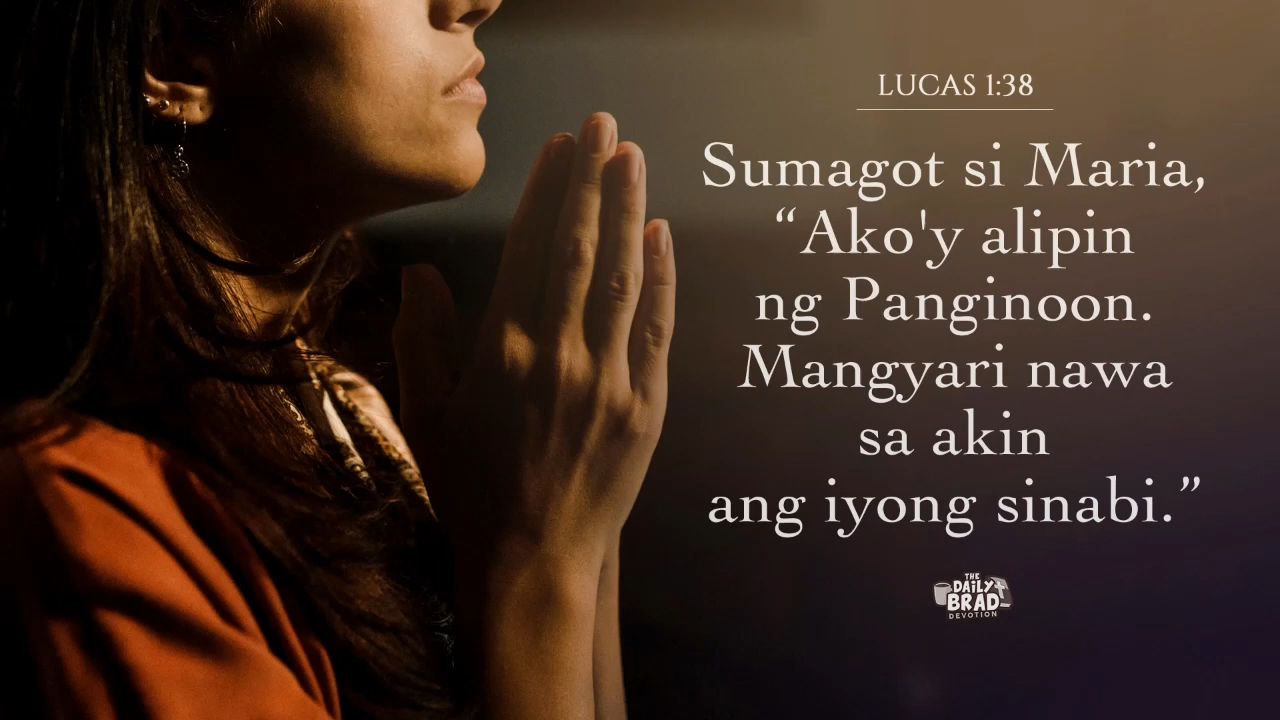 LUCAS 1:38
Sumagot si Maria,
“Ako'y alipin
ng Panginoon.
Mangyari nawa
sa akin
ang iyong sinabi.”
THE
DAILY
BRAD
DEVOTION